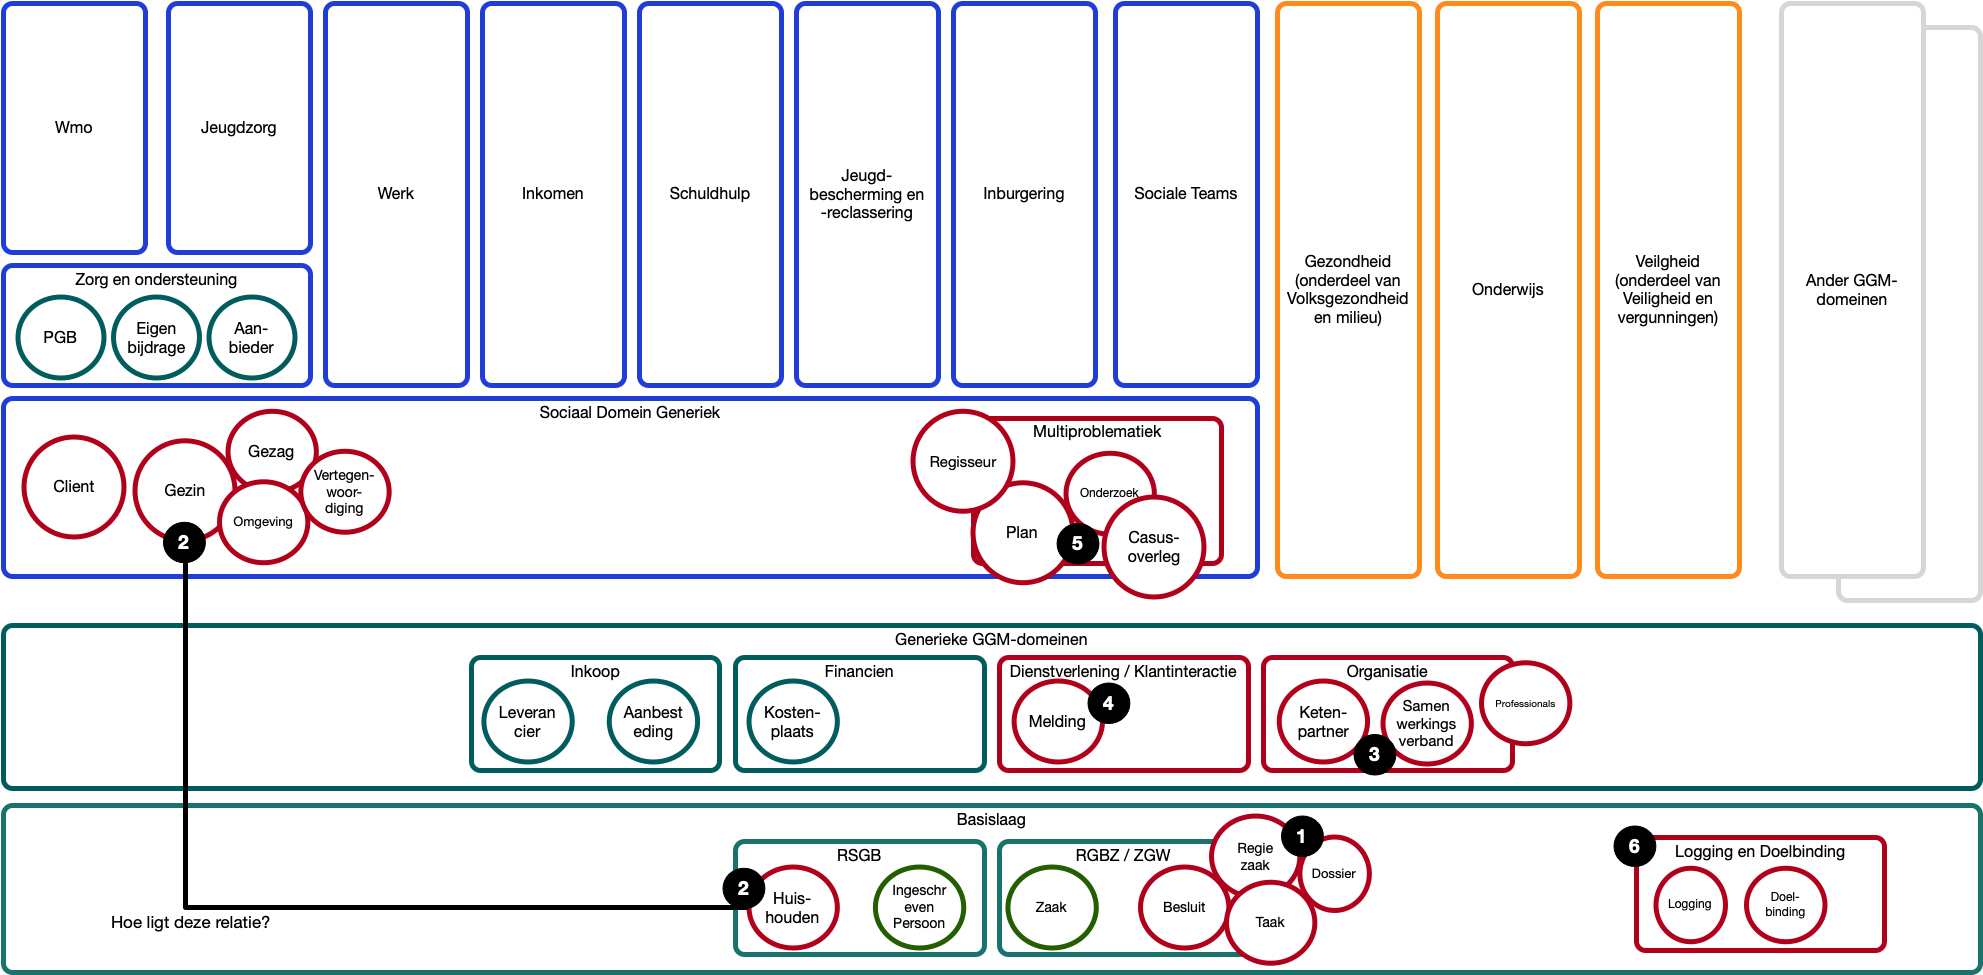 Wmo
Jeugdzorg
Werk
Inkomen
Schuldhulp
Jeugd-
bescherming en
-reclassering
Inburgering
Sociale Teams
Gezondheid
(onderdeel van
Volksgezondheid
en milieu)
Onderwijs
Veilgheid
(onderdeel van
Veiligheid en
vergunningen)
Ander GGM-
domeinen
Zorg en ondersteuning
PGB
Eigen
bijdrage
Aan-
bieder
Sociaal Domein Generiek
Client
Gezin
Gezag
Omgeving
Vertegen-
woor-
diging
2
Multiproblematiek
Regisseur
Onderzoek
Plan
5
Casus-
overleg
Generieke GGM-domeinen
Inkoop
Leveran
cier
Aanbest
eding
Financien
Kosten-
plaats
Dienstverlening / Klantinteractie
Melding
4
Organisatie
Keten-
partner
3
Samen
werkings
verband
Professionals
Basislaag
RSGB
2
Huis-
houden
Ingeschr
even
Persoon
RGBZ / ZGW
Zaak
Besluit
Regie
zaak
1
Dossier
Taak
6
Logging en Doelbinding
Logging
Doel-
binding
Hoe ligt deze relatie?